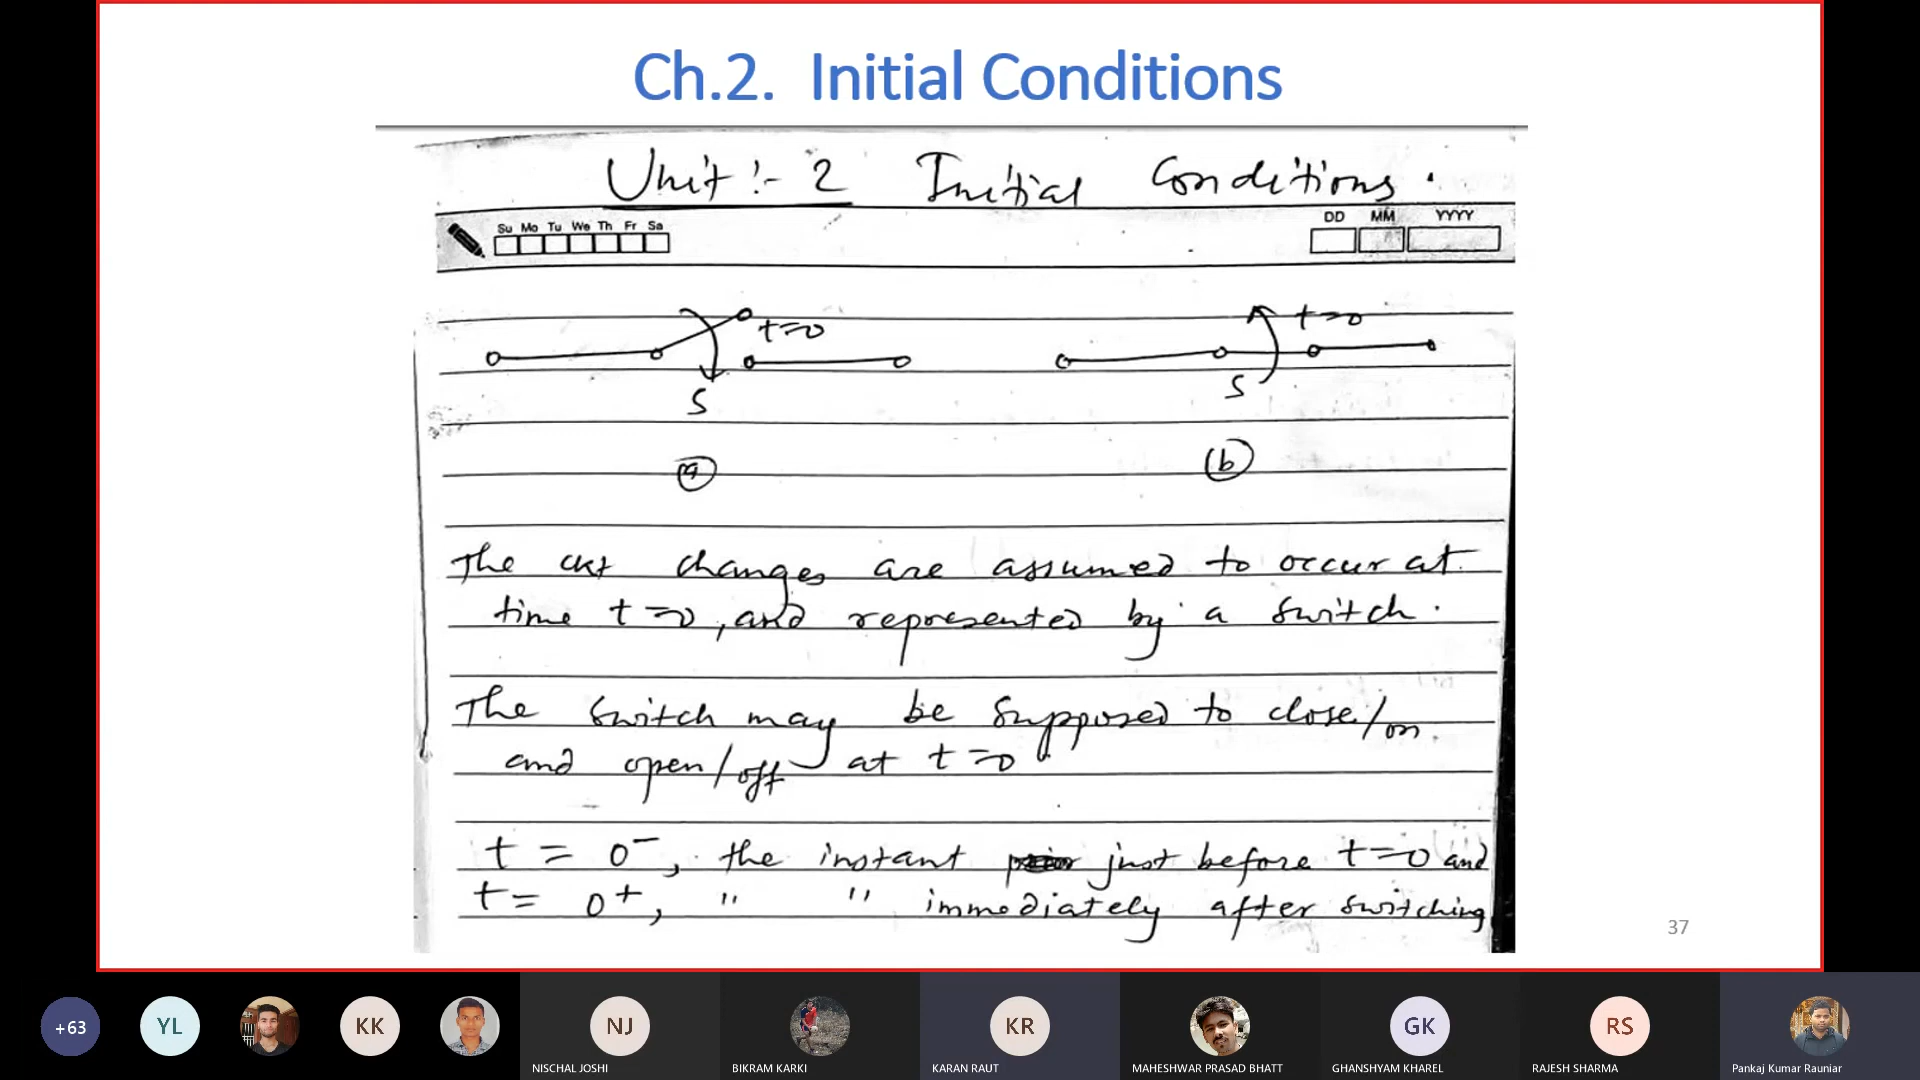 Ch.2. Initial Conditions
Unit :- 2 Initial Conditions.
Su Mo Tu We Th Fr Sa
DD MM YYYY
t=0
t=0
S
S
(a)
(b)
The ckt changes are assumed to occur at
time t=0, and represented by a switch.
The switch may be supposed to close/on
and open/off at t=0
t = 0⁻, the instant just before t=0 and
t = 0⁺, " " immediately after switching
37
+63
YL
KK
NJ
KR
GK
RS
NISCHAL JOSHI
BIKRAM KARKI
KARAN RAUT
MAHESHWAR PRASAD BHATT
GHANSHYAM KHAREL
RAJESH SHARMA
Pankaj Kumar Rauniar